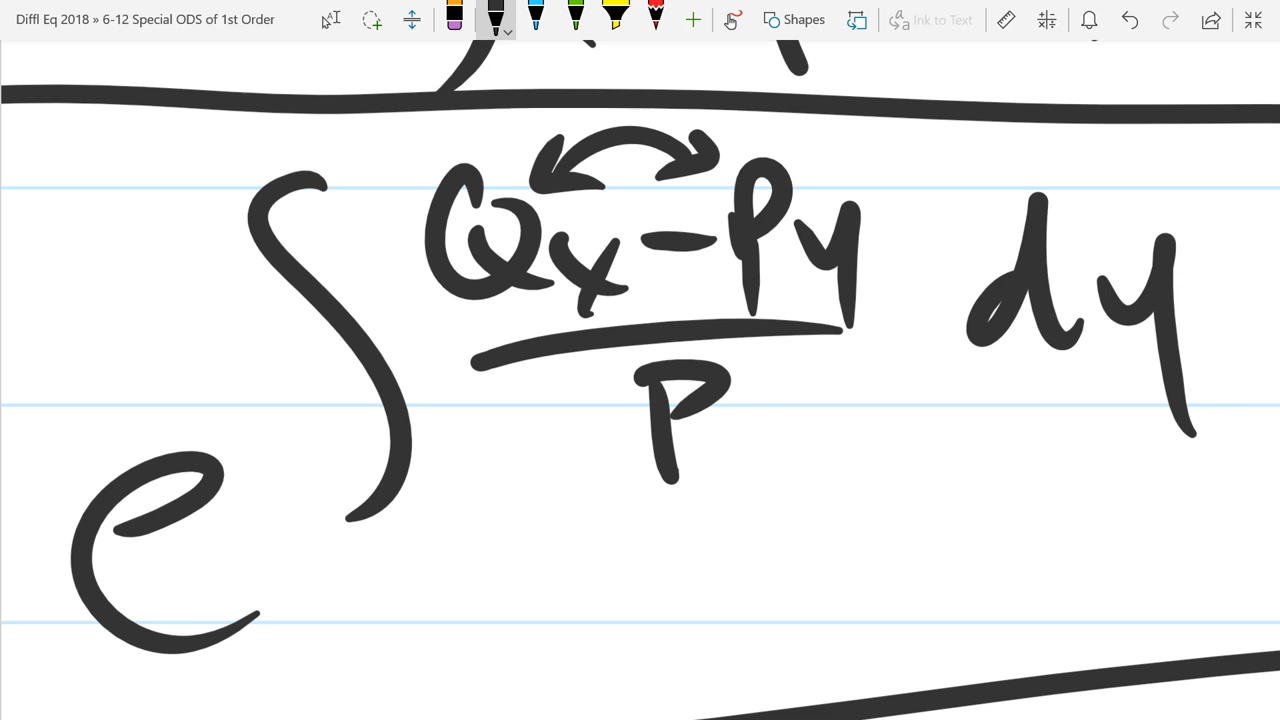 Diffl Eq 2018 » 6-12 Special ODS of 1st Order
Shapes
Ink to Text
Qx - Py
P
dy
e ∫